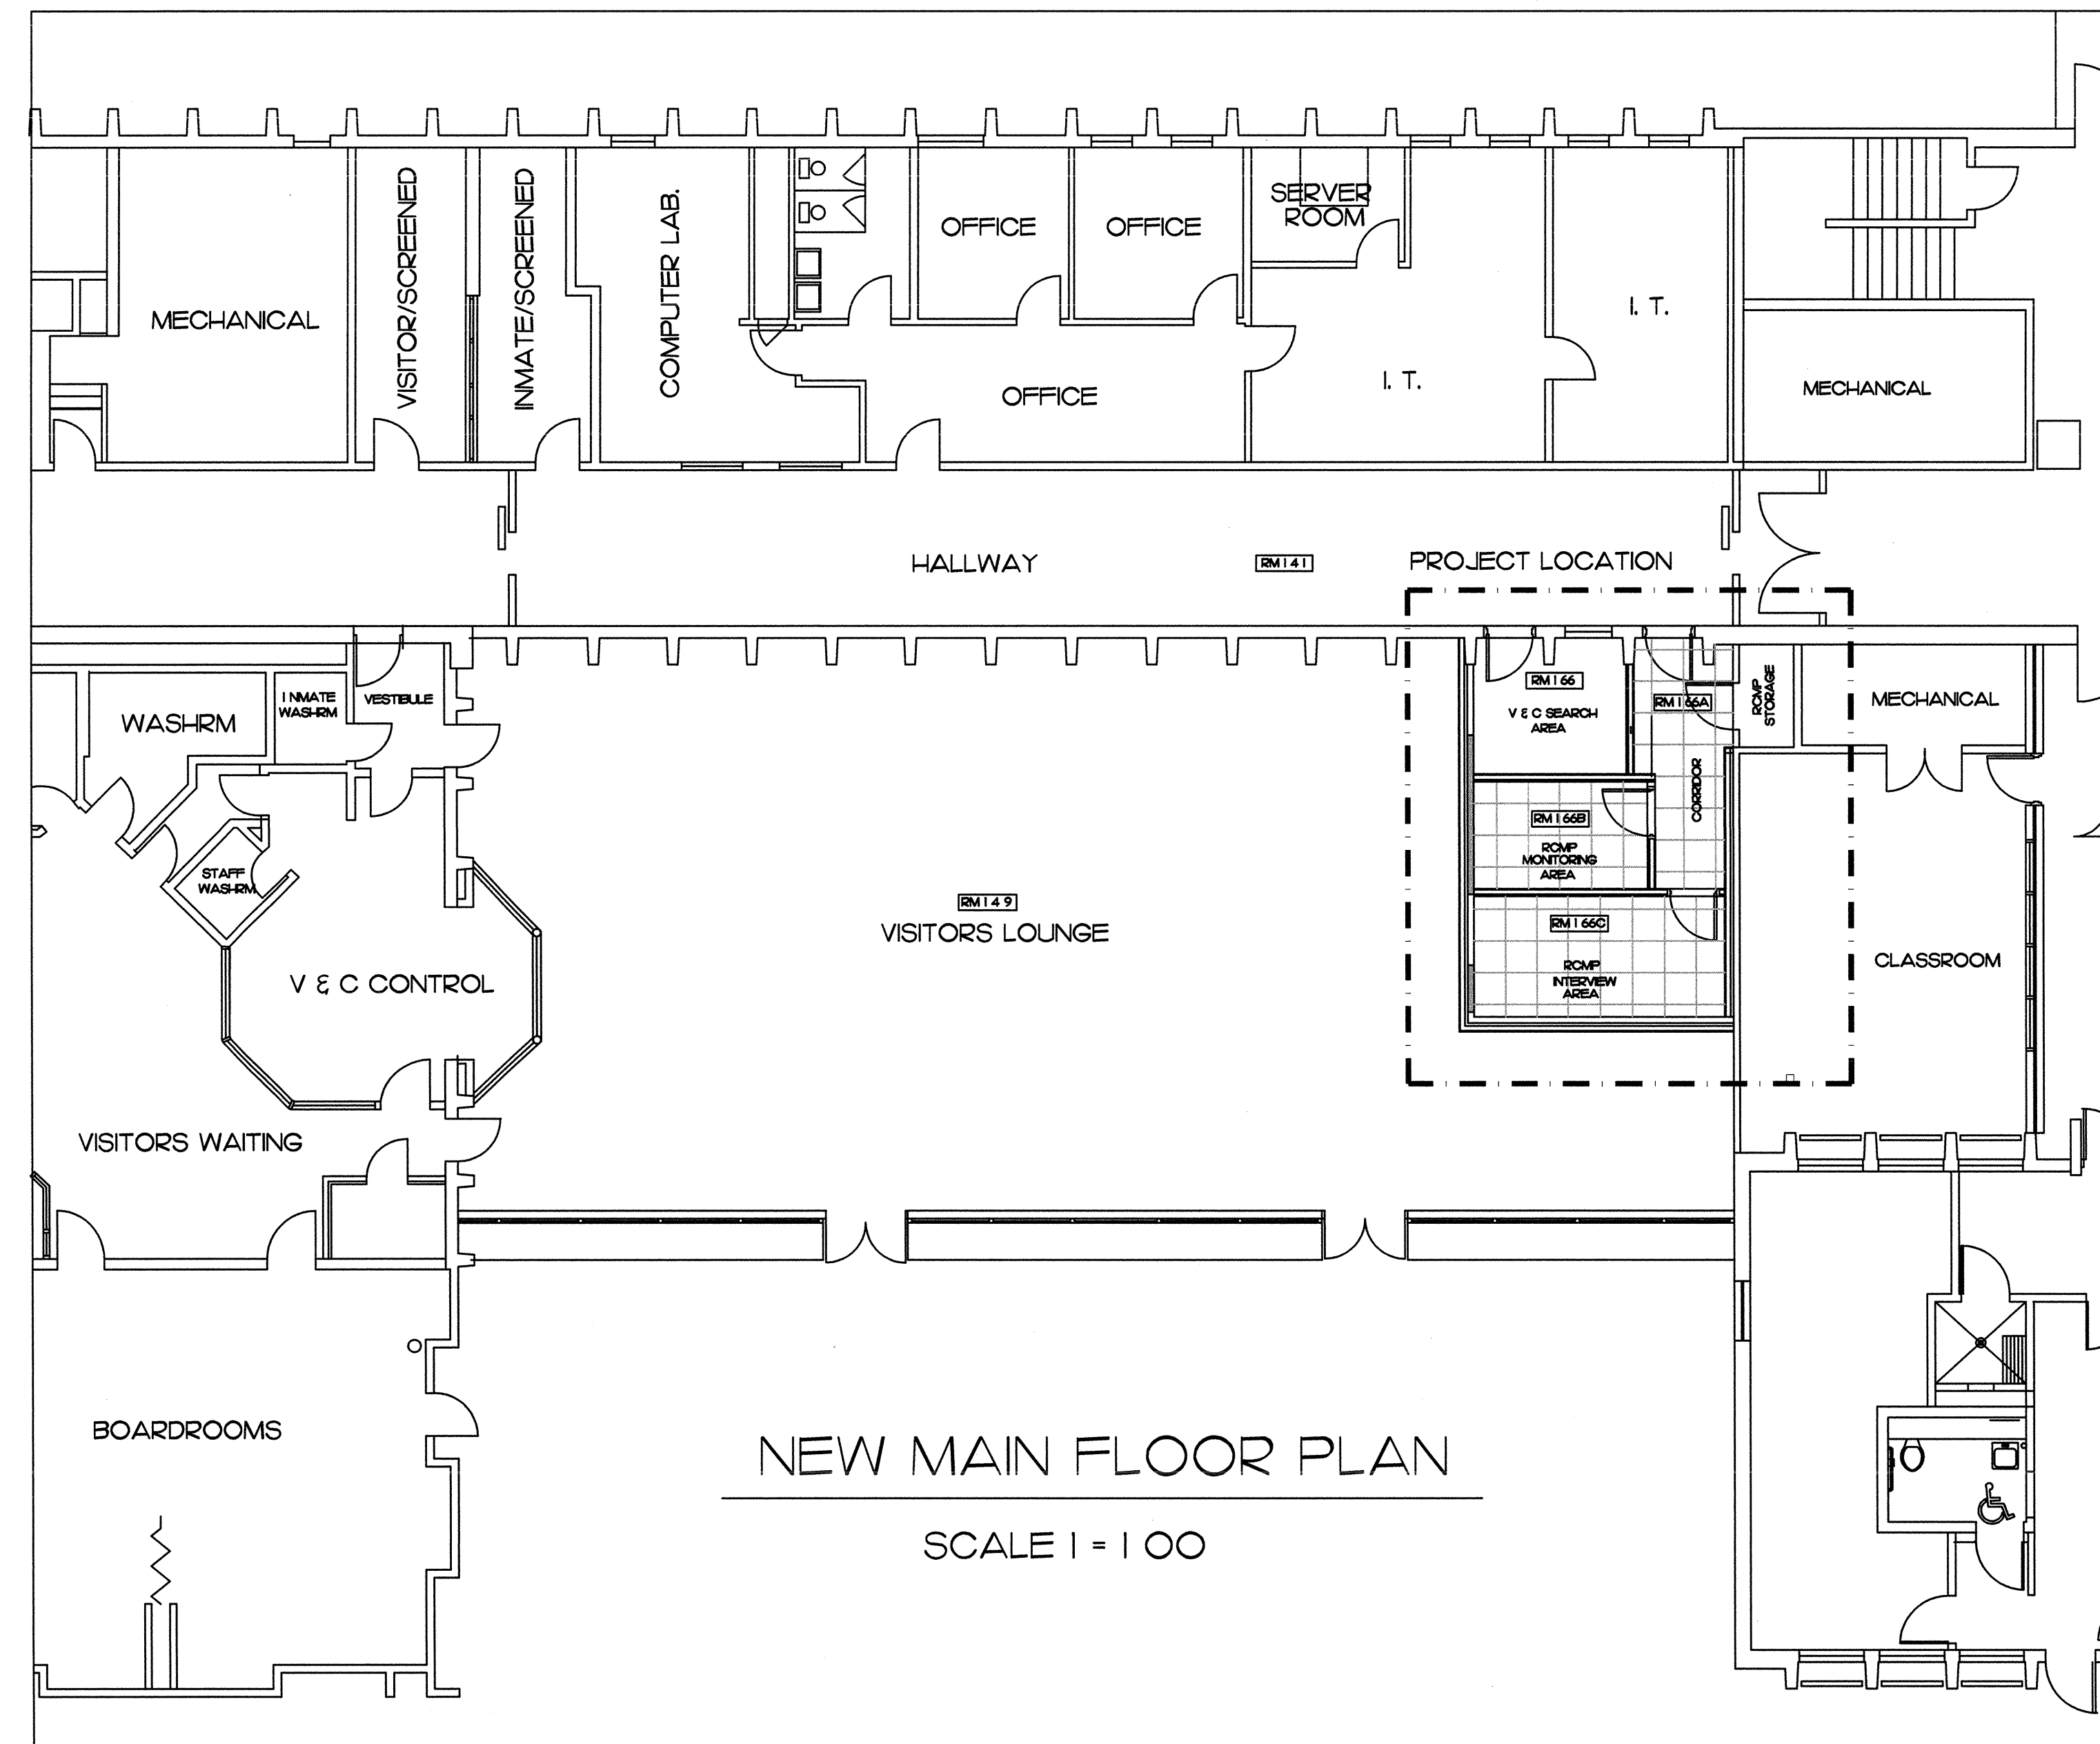 MECHANICAL
VISITOR/SCREENED
INMATE/SCREENED
COMPUTER LAB.
OFFICE
OFFICE
OFFICE
SERVER
ROOM
I. T.
I. T.
MECHANICAL
HALLWAY
RM141
PROJECT LOCATION
WASHRM
INMATE
WASHRM
VESTIBULE
STAFF
WASHRM
V & C CONTROL
VISITORS WAITING
BOARDROOMS
RM149
VISITORS LOUNGE
RM166
V & C SEARCH
AREA
RM166A
CORRIDOR
RCMP
STORAGE
MECHANICAL
RM166B
RCMP
MONITORING
AREA
RM166C
RCMP
INTERVIEW
AREA
CLASSROOM
NEW MAIN FLOOR PLAN
SCALE 1 = 100